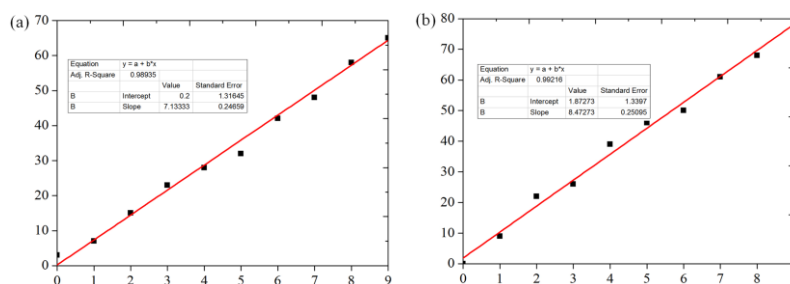 (a)
70
60
50
40
30
20
10
0
Equation y = a + b*x
Adj. R-Square 0.98935
Value Standard Error
B Intercept 0.2 1.31645
B Slope 7.13333 0.24659
0 1 2 3 4 5 6 7 8 9
(b)
80
70
60
50
40
30
20
10
0
Equation y = a + b*x
Adj. R-Square 0.99216
Value Standard Error
B Intercept 1.87273 1.3397
B Slope 8.47273 0.25095
0 1 2 3 4 5 6 7 8